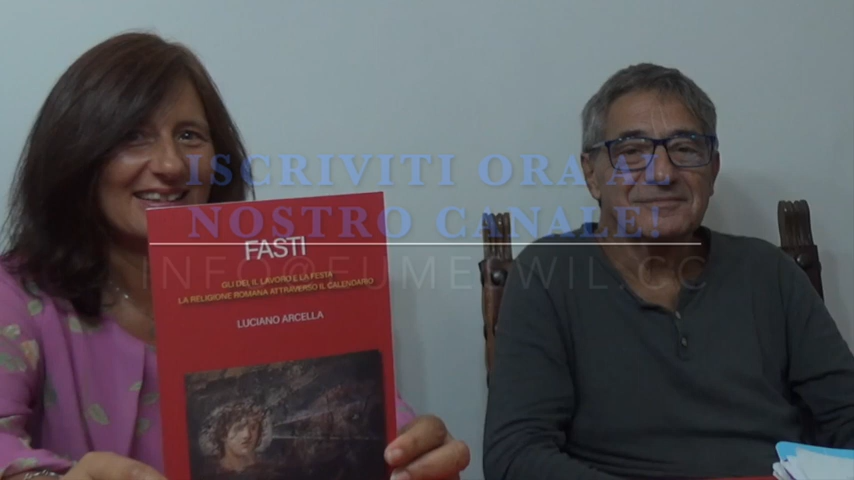 ISCRIVITI ORA AL
NOSTRO CANALE!
FASTI
GLI DEI, IL LAVORO E LA FESTA
LA RELIGIONE ROMANA ATTRAVERSO IL CALENDARIO
LUCIANO ARCELLA